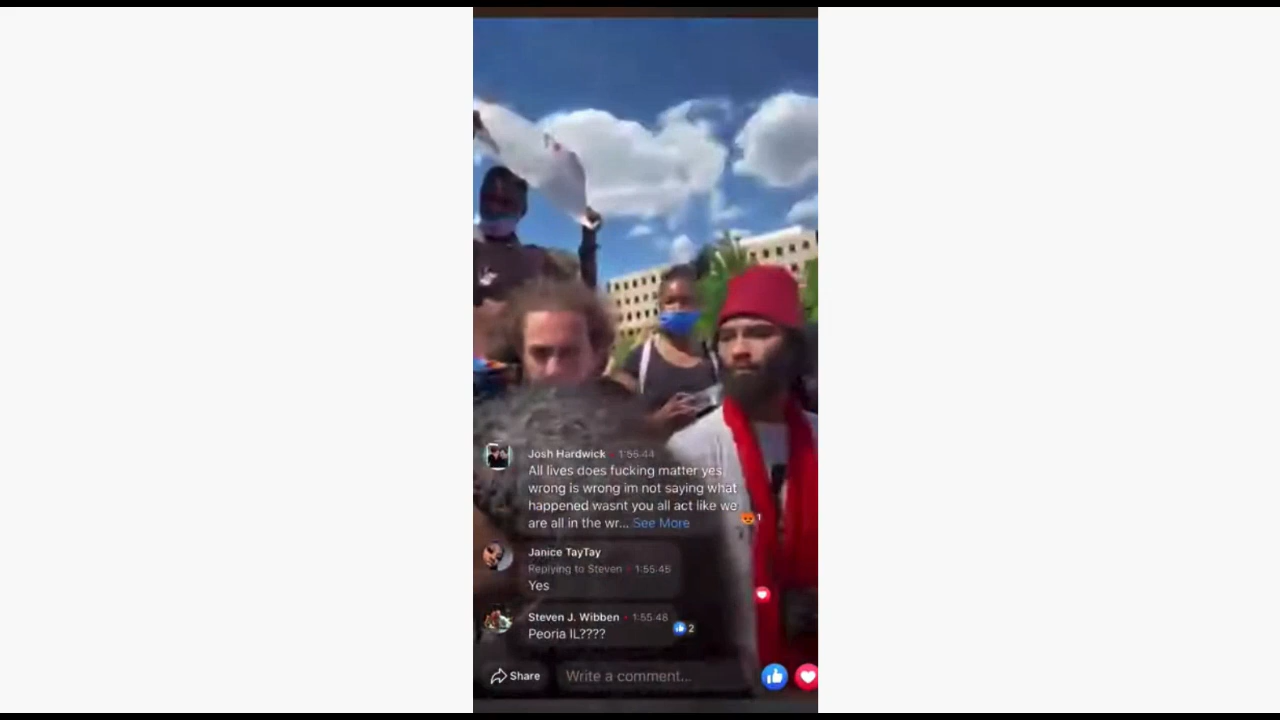 Josh Hardwick • 1:55:44
All lives does fucking matter yes,
wrong is wrong im not saying what
happened wasnt you all act like we
are all in the wr... See More
1
Janice TayTay
Replying to Steven • 1:55:45
Yes
Steven J. Wibben • 1:55:48
Peoria IL????
2
Share
Write a comment...